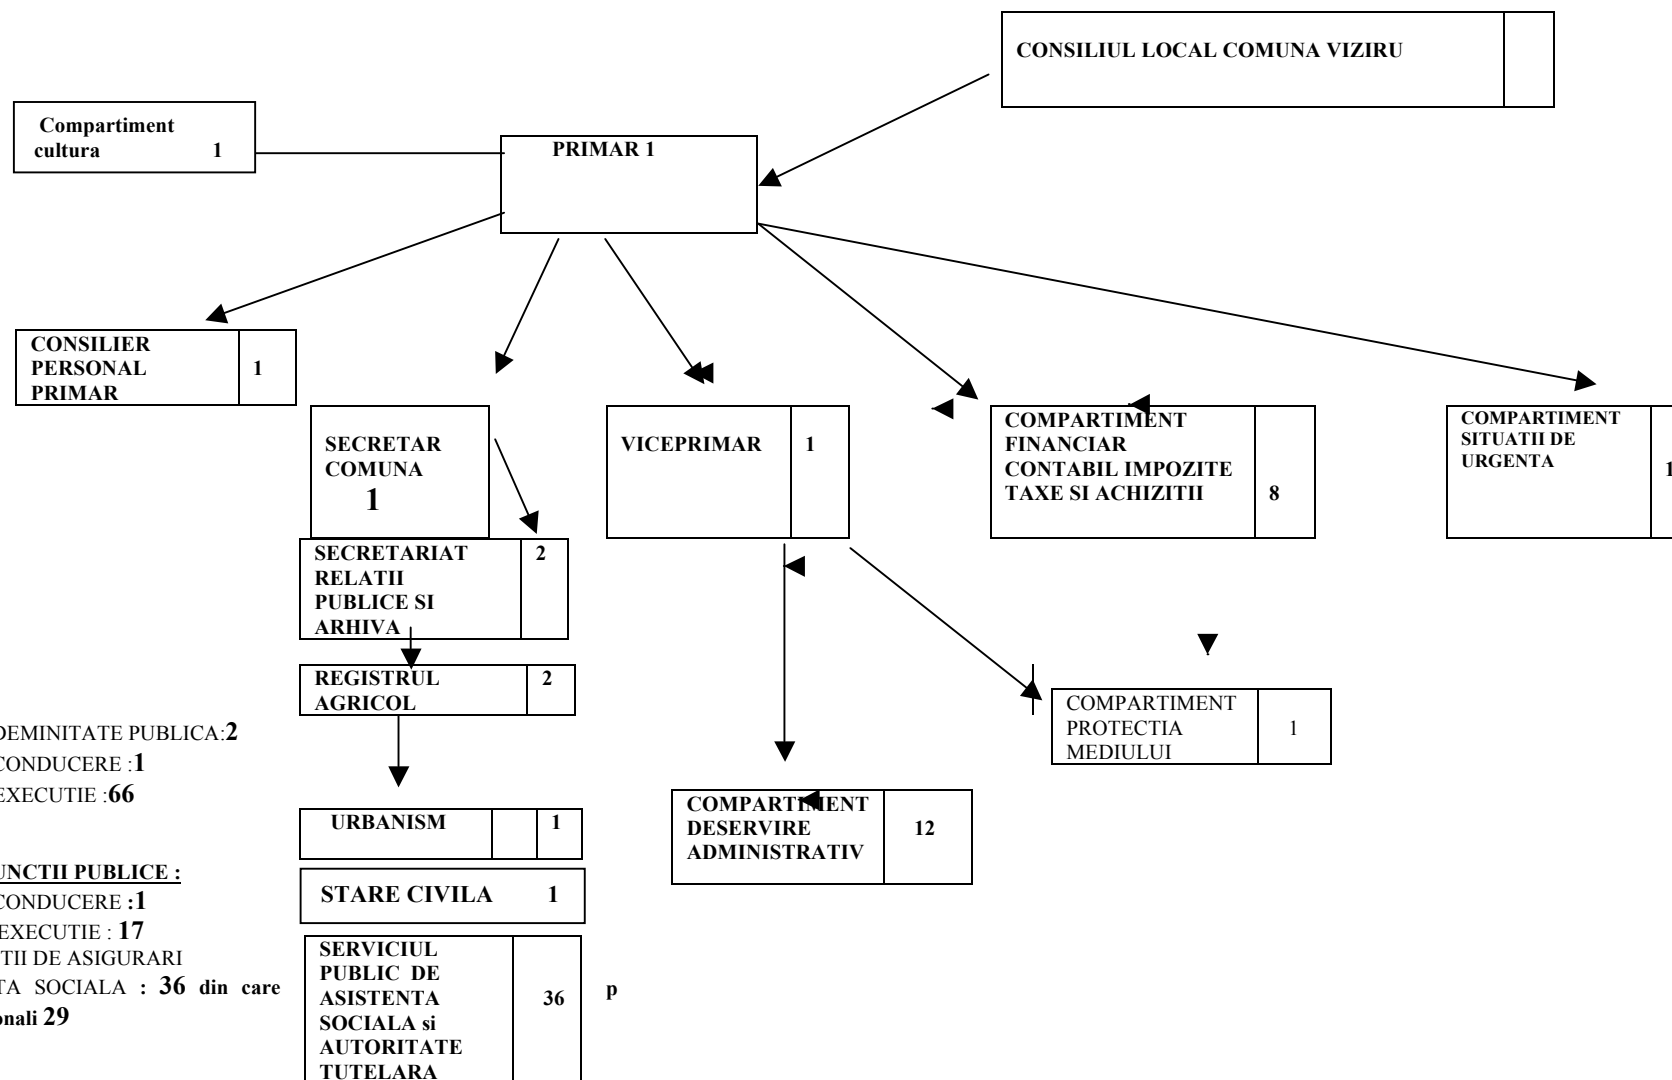 CONSILIUL LOCAL COMUNA VIZIRU
Compartiment
cultura 1
PRIMAR 1
CONSILIER
PERSONAL 1
PRIMAR
SECRETAR
COMUNA
1
VICEPRIMAR 1
COMPARTIMENT
FINANCIAR
CONTABIL IMPOZITE
TAXE SI ACHIZITII 8
COMPARTIMENT
SITUATII DE
URGENTA
1
SECRETARIAT 2
RELATII
PUBLICE SI
ARHIVA
REGISTRUL 2
AGRICOL
COMPARTIMENT
PROTECTIA 1
MEDIULUI
DEMINITATE PUBLICA:2
CONDUCERE :1
EXECUTIE :66
URBANISM 1
COMPARTIMENT
DESERVIRE 12
ADMINISTRATIV
UNCTII PUBLICE :
CONDUCERE :1
EXECUTIE : 17
TII DE ASIGURARI
TA SOCIALA : 36 din care
onali 29
STARE CIVILA 1
SERVICIUL
PUBLIC DE
ASISTENTA 36
SOCIALA si
AUTORITATE
TUTELARA
p